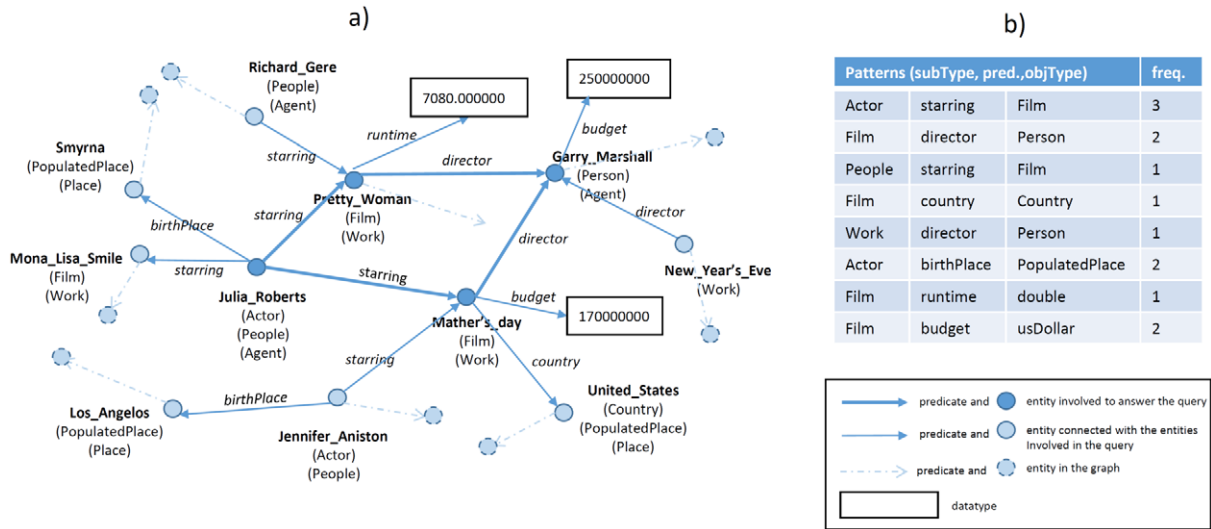 a)
Richard_Gere
(People)
(Agent)
7080.000000
250000000
runtime
budget
starring
director
Smyrna
(PopulatedPlace)
(Place)
Garry_Marshall
(Person)
(Agent)
Pretty_Woman
(Film)
(Work)
starring
birthPlace
director
director
Mona_Lisa_Smile
(Film)
(Work)
starring
starring
New_Year's_Eve
(Work)
Julia_Roberts
(Actor)
(People)
(Agent)
budget
170000000
Mather's_day
(Film)
(Work)
starring
country
birthPlace
Los_Angelos
(PopulatedPlace)
(Place)
United_States
(Country)
(PopulatedPlace)
(Place)
Jennifer_Aniston
(Actor)
(People)
b)
Patterns (subType, pred.,objType) freq.
Actor starring Film 3
Film director Person 2
People starring Film 1
Film country Country 1
Work director Person 1
Actor birthPlace PopulatedPlace 2
Film runtime double 1
Film budget usDollar 2
predicate and entity involved to answer the query
predicate and entity connected with the entities
Involved in the query
predicate and entity in the graph
datatype